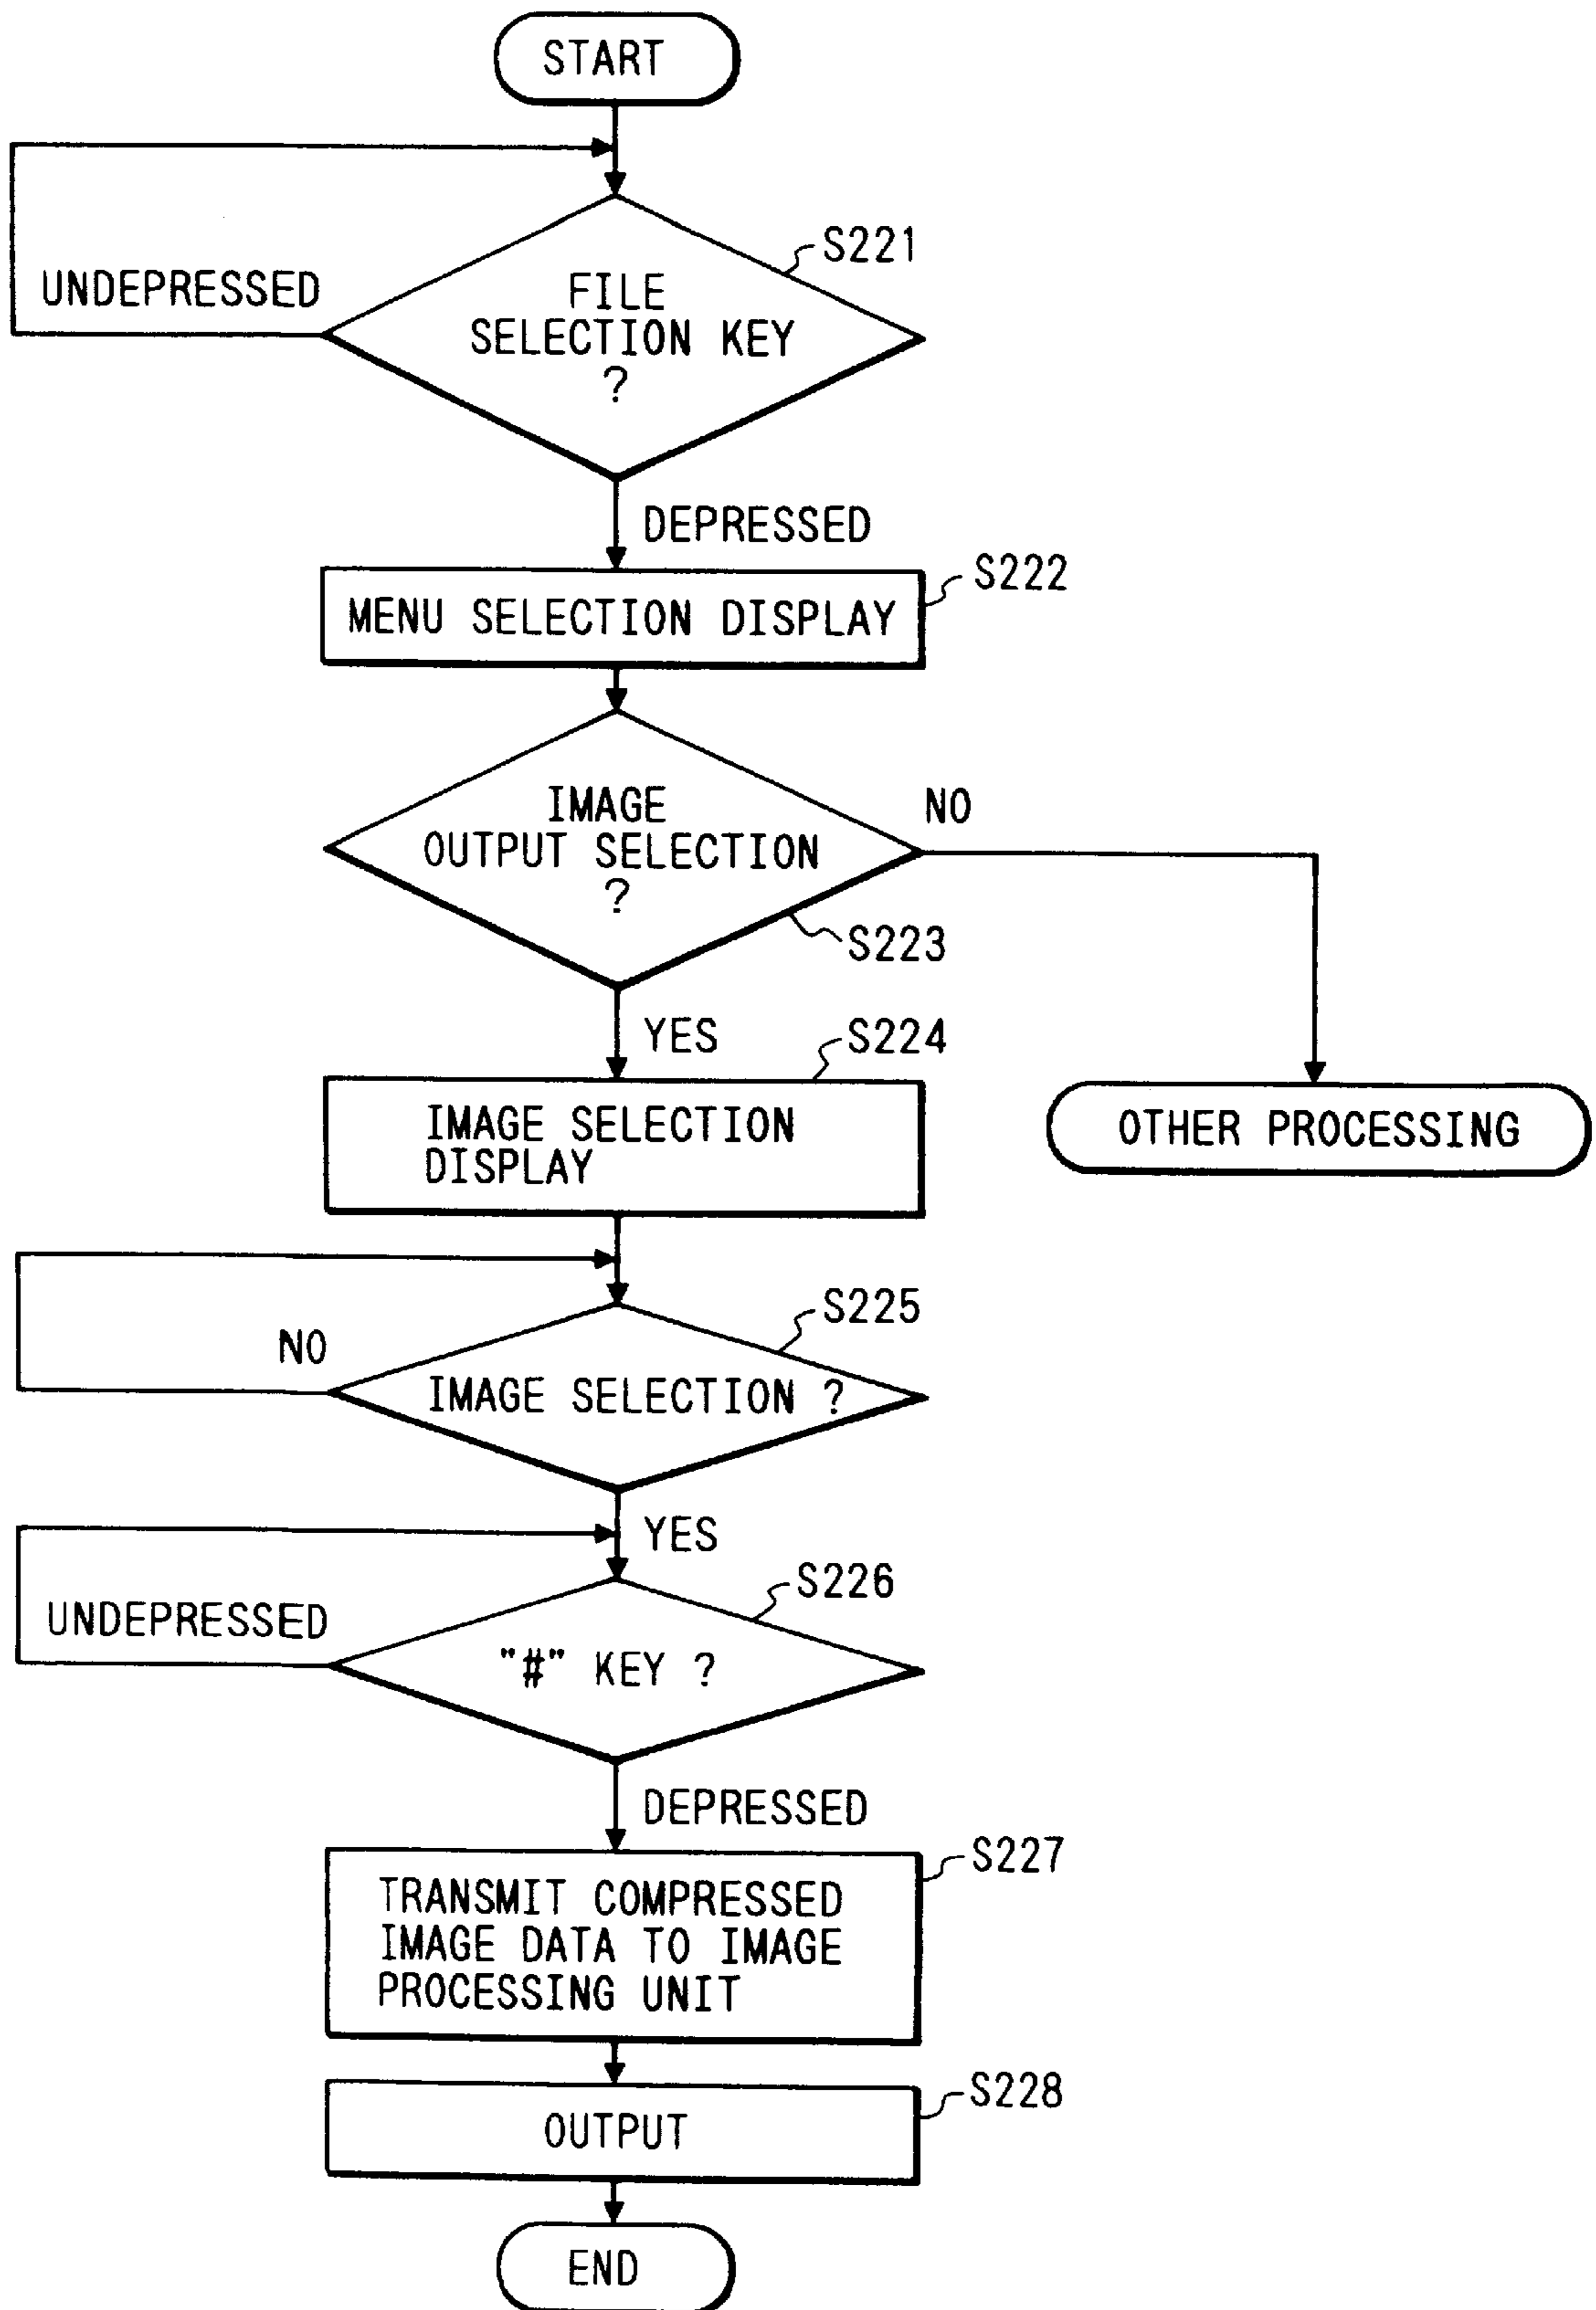 START
S221
UNDEPRESSED
FILE
SELECTION KEY
?
DEPRESSED
S222
MENU SELECTION DISPLAY
NO
IMAGE
OUTPUT SELECTION
?
S223
YES
S224
IMAGE SELECTION
DISPLAY
OTHER PROCESSING
S225
NO
IMAGE SELECTION ?
YES
S226
UNDEPRESSED
"#" KEY ?
DEPRESSED
S227
TRANSMIT COMPRESSED
IMAGE DATA TO IMAGE
PROCESSING UNIT
S228
OUTPUT
END